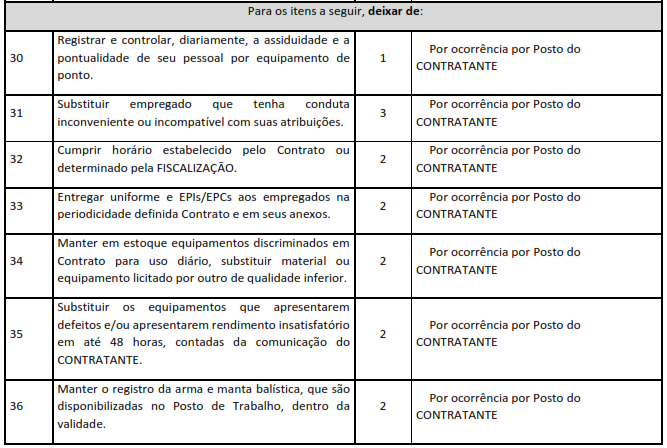 Para os itens a seguir, deixar de:
30
Registrar e controlar, diariamente, a assiduidade e a
pontualidade de seu pessoal por equipamento de
ponto.
1
Por ocorrência por Posto do
CONTRATANTE
31
Substituir empregado que tenha conduta
inconveniente ou incompatível com suas atribuições.
3
Por ocorrência por Posto do
CONTRATANTE
32
Cumprir horário estabelecido pelo Contrato ou
determinado pela FISCALIZAÇÃO.
2
Por ocorrência por Posto do
CONTRATANTE
33
Entregar uniforme e EPIs/EPCs aos empregados na
periodicidade definida Contrato e em seus anexos.
2
Por ocorrência por Posto do
CONTRATANTE
34
Manter em estoque equipamentos discriminados em
Contrato para uso diário, substituir material ou
equipamento licitado por outro de qualidade inferior.
2
Por ocorrência por Posto do
CONTRATANTE
35
Substituir os equipamentos que apresentarem
defeitos e/ou apresentarem rendimento insatisfatório
em até 48 horas, contadas da comunicação do
CONTRATANTE.
2
Por ocorrência por Posto do
CONTRATANTE
36
Manter o registro da arma e manta balística, que são
disponibilizadas no Posto de Trabalho, dentro da
validade.
2
Por ocorrência por Posto do
CONTRATANTE